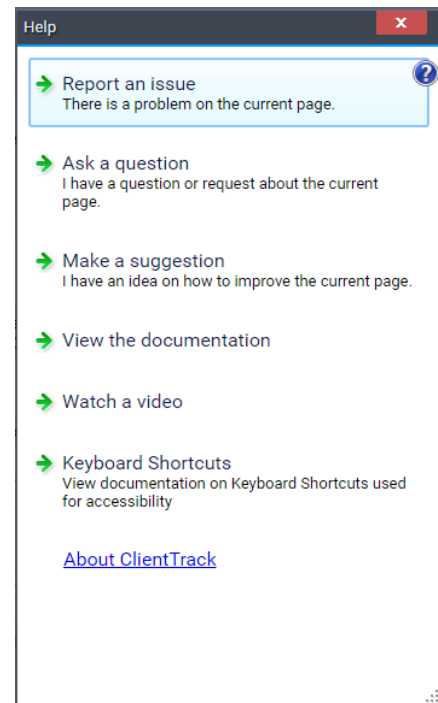 Help
x
Report an issue
There is a problem on the current page.
?
Ask a question
I have a question or request about the current
page.
Make a suggestion
I have an idea on how to improve the current page.
View the documentation
Watch a video
Keyboard Shortcuts
View documentation on Keyboard Shortcuts used
for accessibility
About ClientTrack